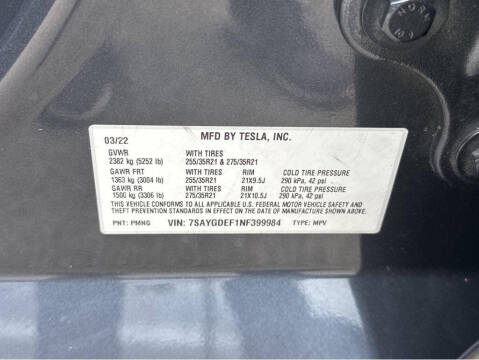 NORM
MFD BY TESLA, INC.
03/22
GVWR WITH TIRES
2382 kg (5252 lb) 255/35R21 & 275/35R21
GAWR FRT WITH TIRES RIM COLD TIRE PRESSURE
1363 kg (3004 lb) 255/35R21 21X9.5J 290 kPa, 42 psi
GAWR RR WITH TIRES RIM COLD TIRE PRESSURE
1500 kg (3306 lb) 275/35R21 21X10.5J 290 kPa, 42 psi
THIS VEHICLE CONFORMS TO ALL APPLICABLE U.S. FEDERAL MOTOR VEHICLE SAFETY AND
THEFT PREVENTION STANDARDS IN EFFECT ON THE DATE OF MANUFACTURE SHOWN ABOVE.
PNT: PMNG VIN: 7SAYGDEF1NF399984 TYPE: MPV